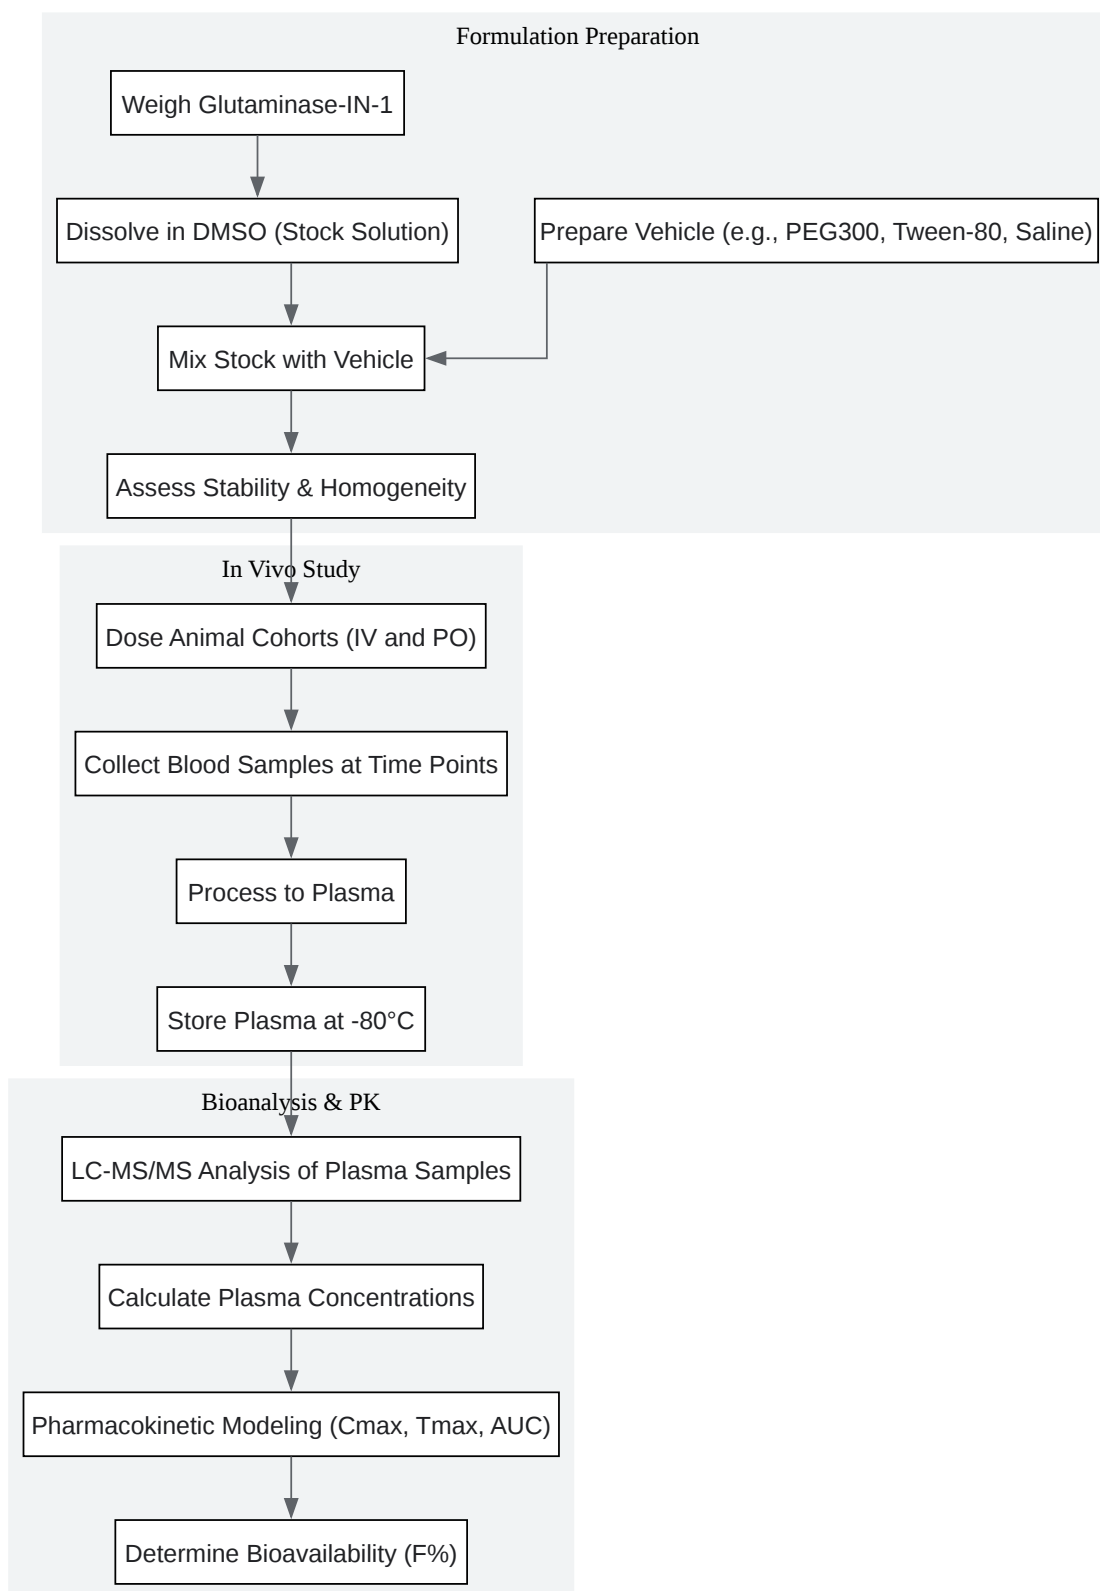 Formulation Preparation
Weigh Glutaminase-IN-1
Dissolve in DMSO (Stock Solution)
Prepare Vehicle (e.g., PEG300, Tween-80, Saline)
Mix Stock with Vehicle
Assess Stability & Homogeneity
In Vivo Study
Dose Animal Cohorts (IV and PO)
Collect Blood Samples at Time Points
Process to Plasma
Store Plasma at -80°C
Bioanalysis & PK
LC-MS/MS Analysis of Plasma Samples
Calculate Plasma Concentrations
Pharmacokinetic Modeling (Cmax, Tmax, AUC)
Determine Bioavailability (F%)